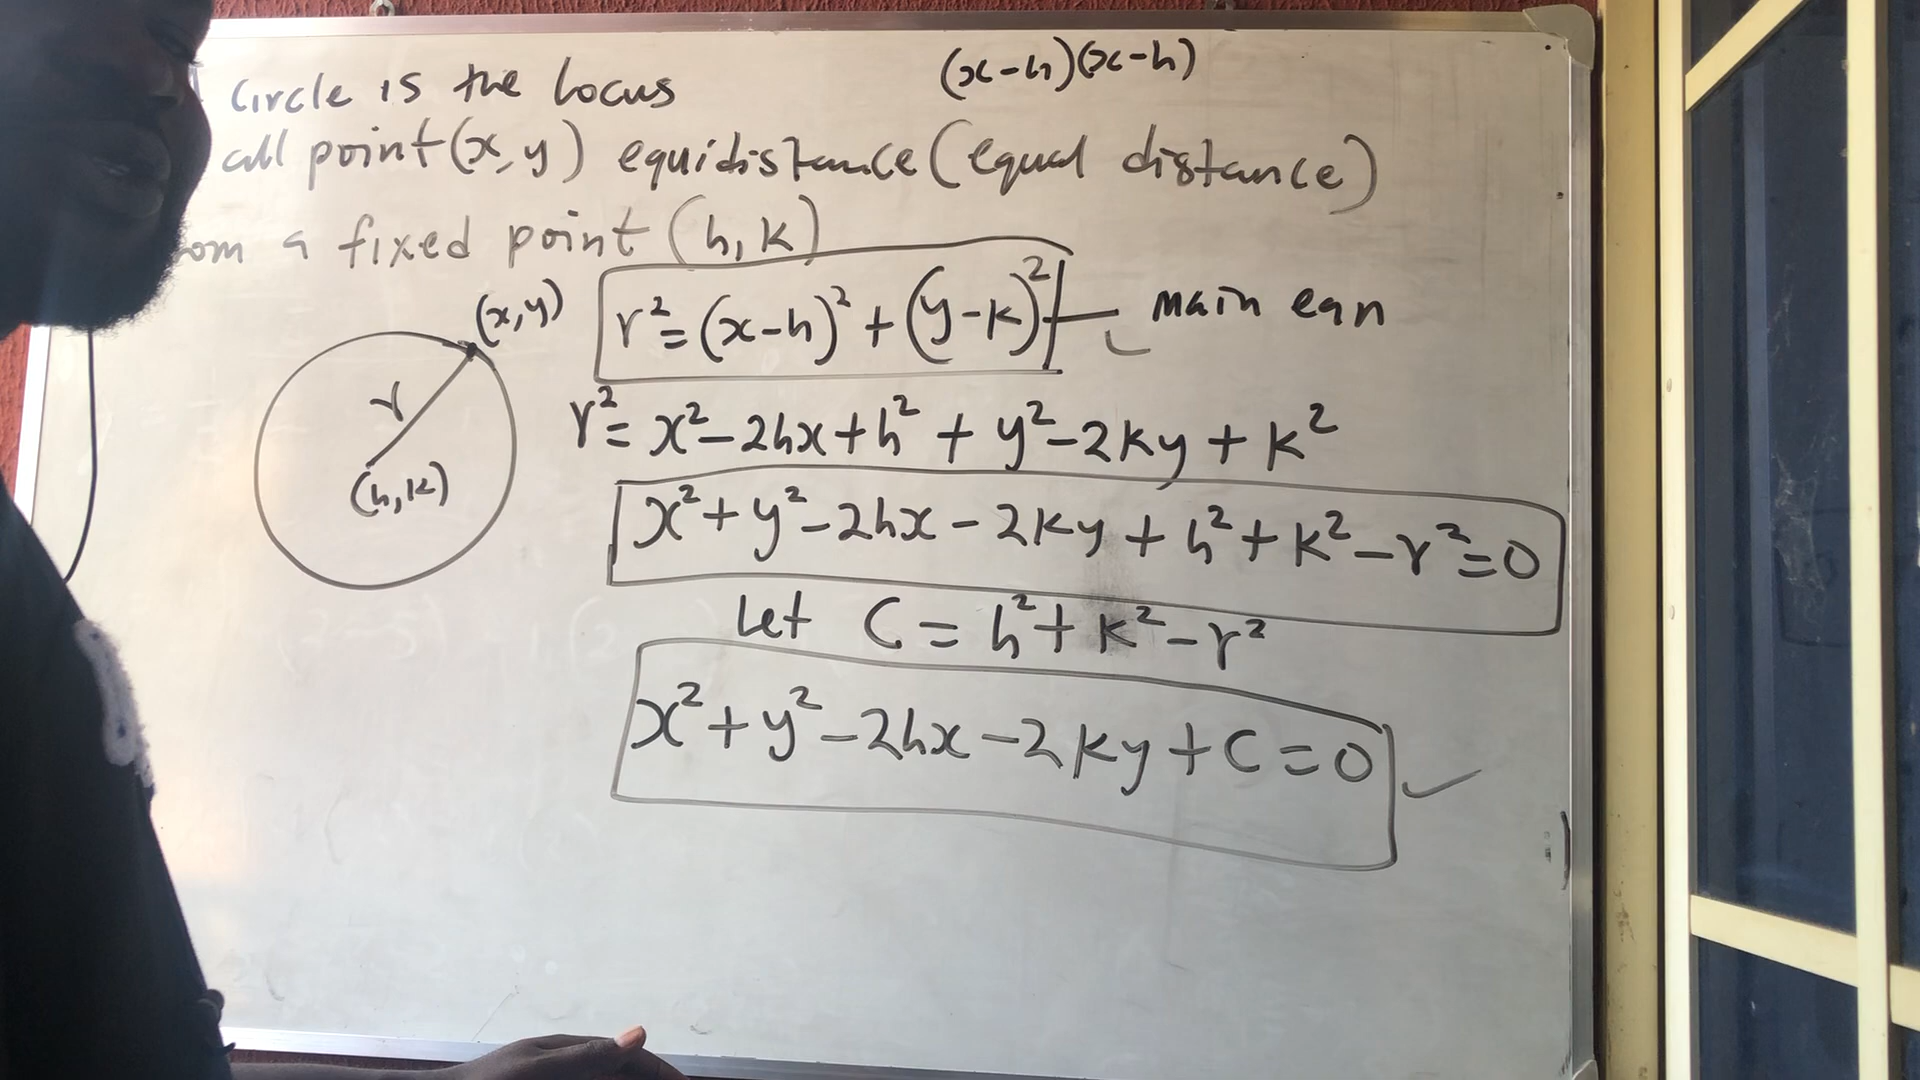 Circle is the locus
(x-h)(x-h)
all point (x, y) equidistance (equal distance)
a fixed point (h, k)
(x, y)
r² = (x-h)² + (y-k)² — main eqn
r
(h, k)
r² = x² - 2hx + h² + y² - 2ky + k²
x² + y² - 2hx - 2ky + h² + k² - r² = 0
Let C = h² + k² - r²
x² + y² - 2hx - 2ky + C = 0